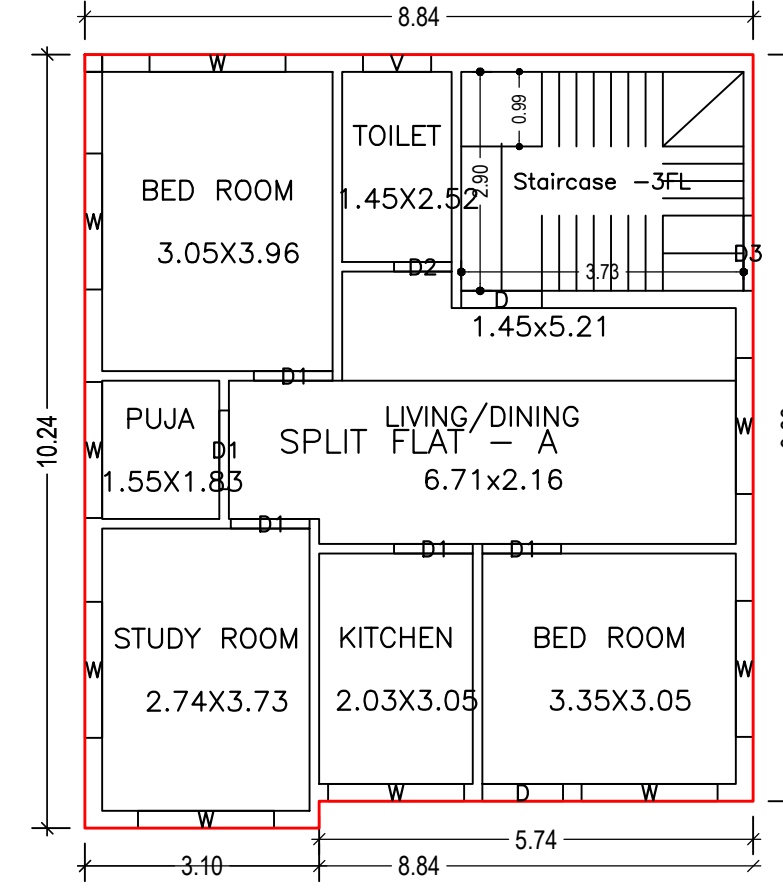 8.84
W
V
TOILET
0.99
BED ROOM
2.90
Staircase -3FL
1.45X2.52
W
3.05X3.96
D3
D2
3.73
D
1.45x5.21
D1
PUJA
LIVING/DINING
W
10.24
W
D1
SPLIT FLAT - A
1.55X1.83
6.71x2.16
D1
D1
D1
STUDY ROOM
KITCHEN
BED ROOM
W
W
2.74X3.73
2.03X3.05
3.35X3.05
W
D
W
W
5.74
3.10
8.84